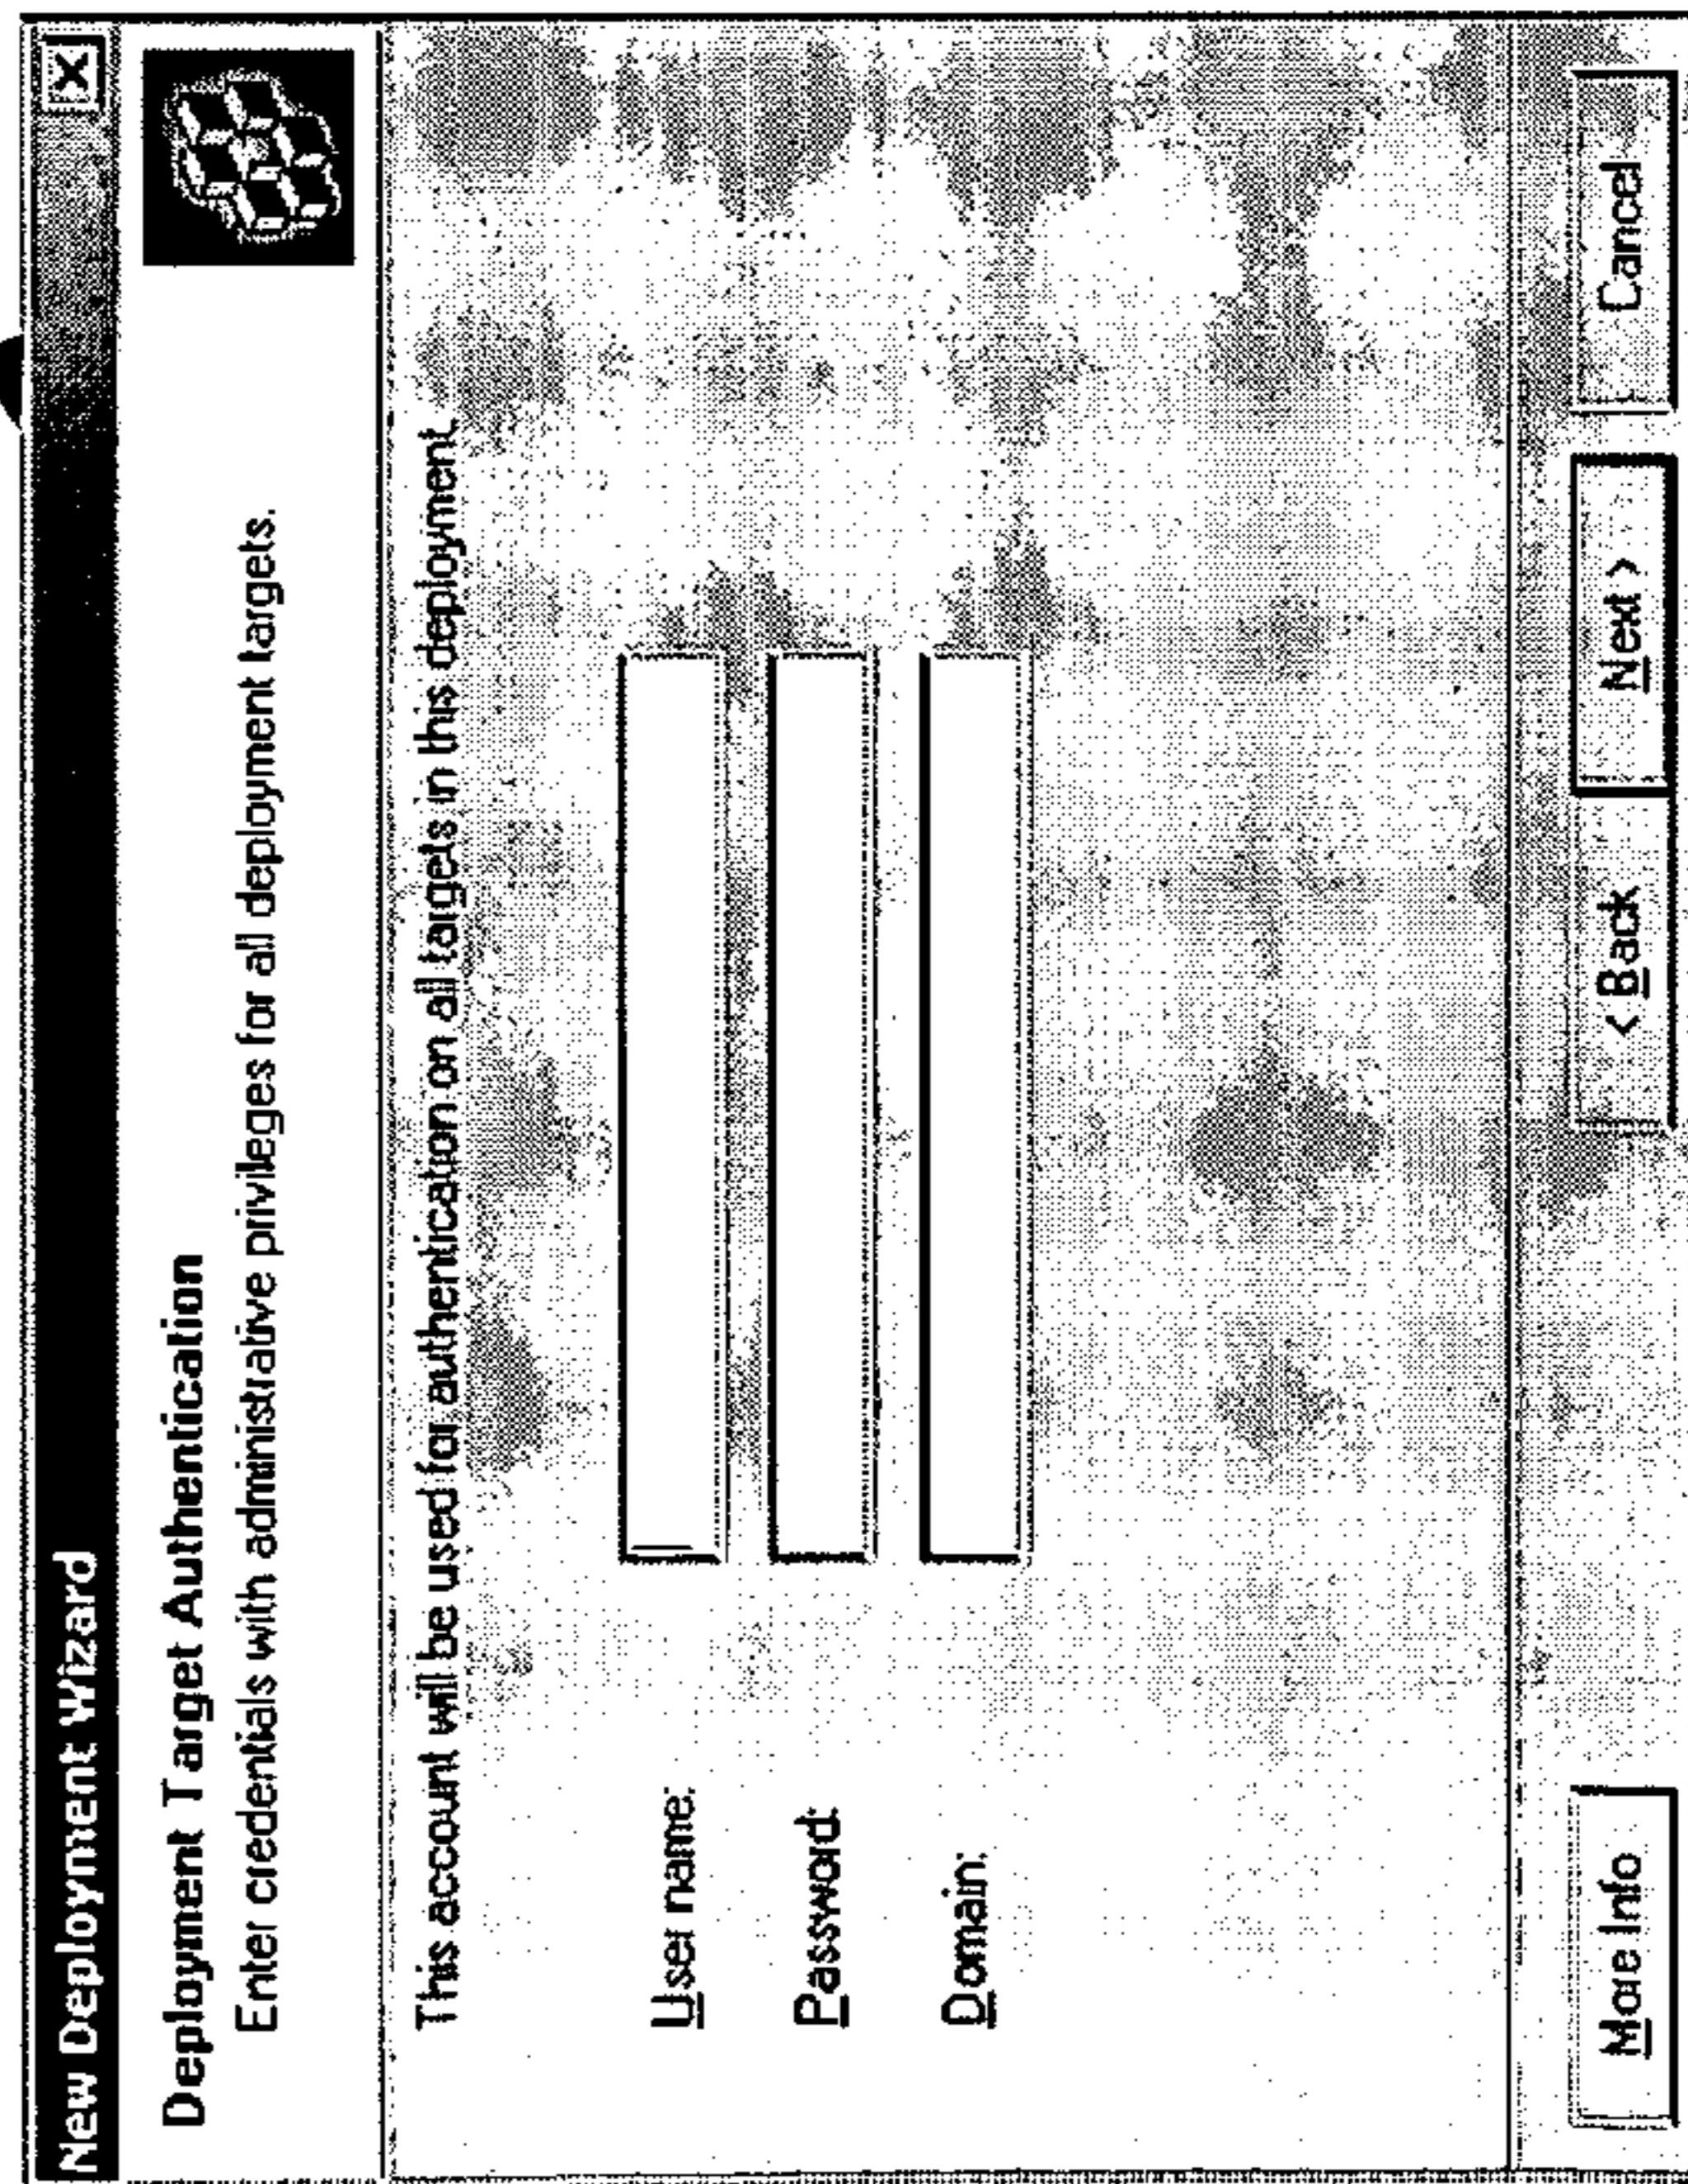 New Deployment Wizard
Deployment Target Authentication
Enter credentials with administrative privileges for all deployment targets.
This account will be used for authentication on all targets in this deployment.
User name:
Password:
Domain:
More Info
< Back
Next >
Cancel